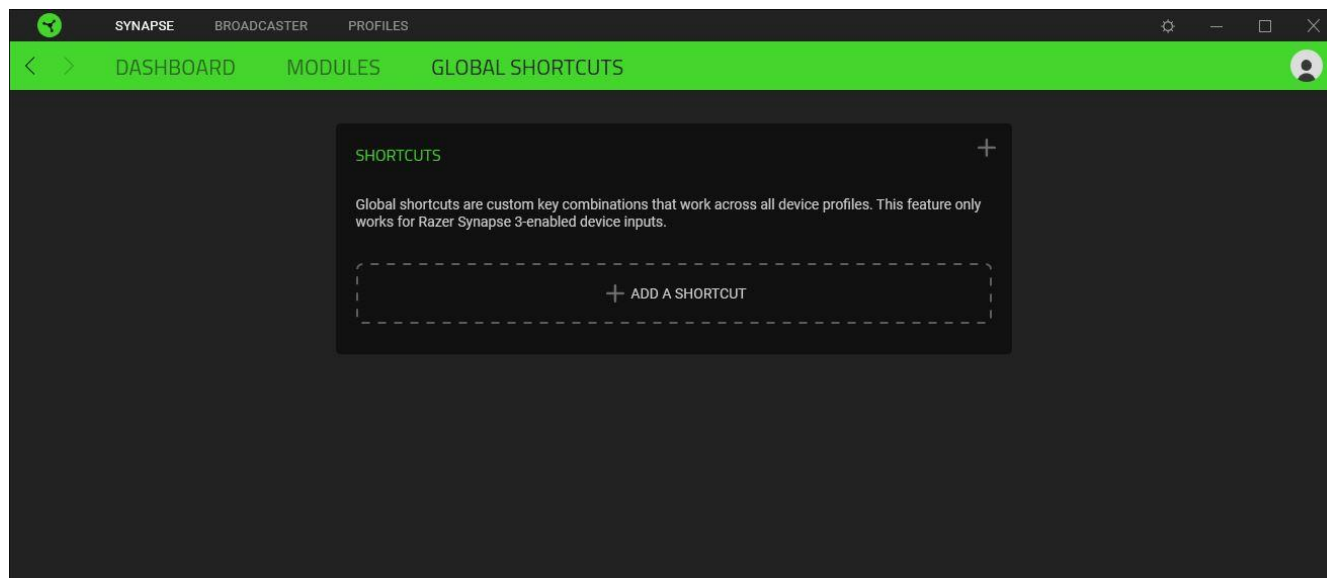 SYNAPSE BROADCASTER PROFILES
DASHBOARD MODULES GLOBAL SHORTCUTS
SHORTCUTS
Global shortcuts are custom key combinations that work across all device profiles. This feature only
works for Razer Synapse 3-enabled device inputs.
ADD A SHORTCUT